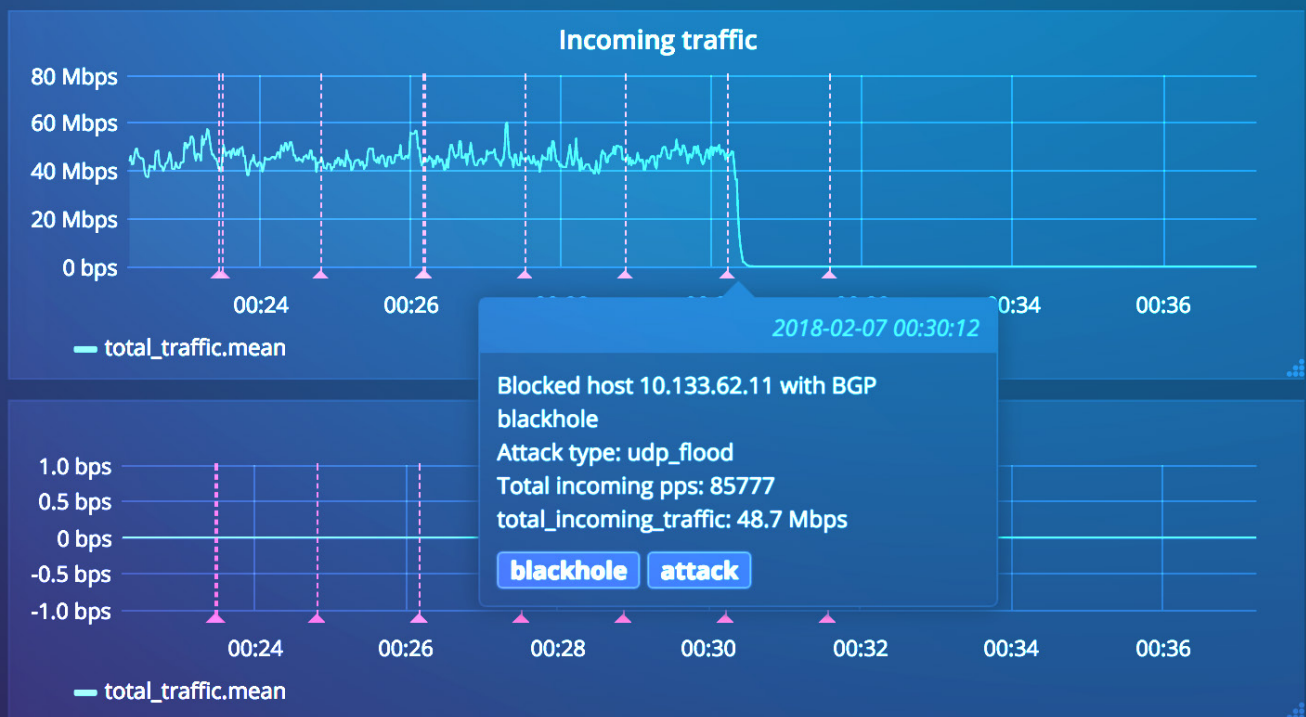 Incoming traffic
80 Mbps
60 Mbps
40 Mbps
20 Mbps
0 bps
00:24 00:26 00:34 00:36
total_traffic.mean
2018-02-07 00:30:12
Blocked host 10.133.62.11 with BGP
blackhole
Attack type: udp_flood
Total incoming pps: 85777
total_incoming_traffic: 48.7 Mbps
blackhole attack
1.0 bps
0.5 bps
0 bps
-0.5 bps
-1.0 bps
00:24 00:26 00:28 00:30 00:32 00:34 00:36
total_traffic.mean